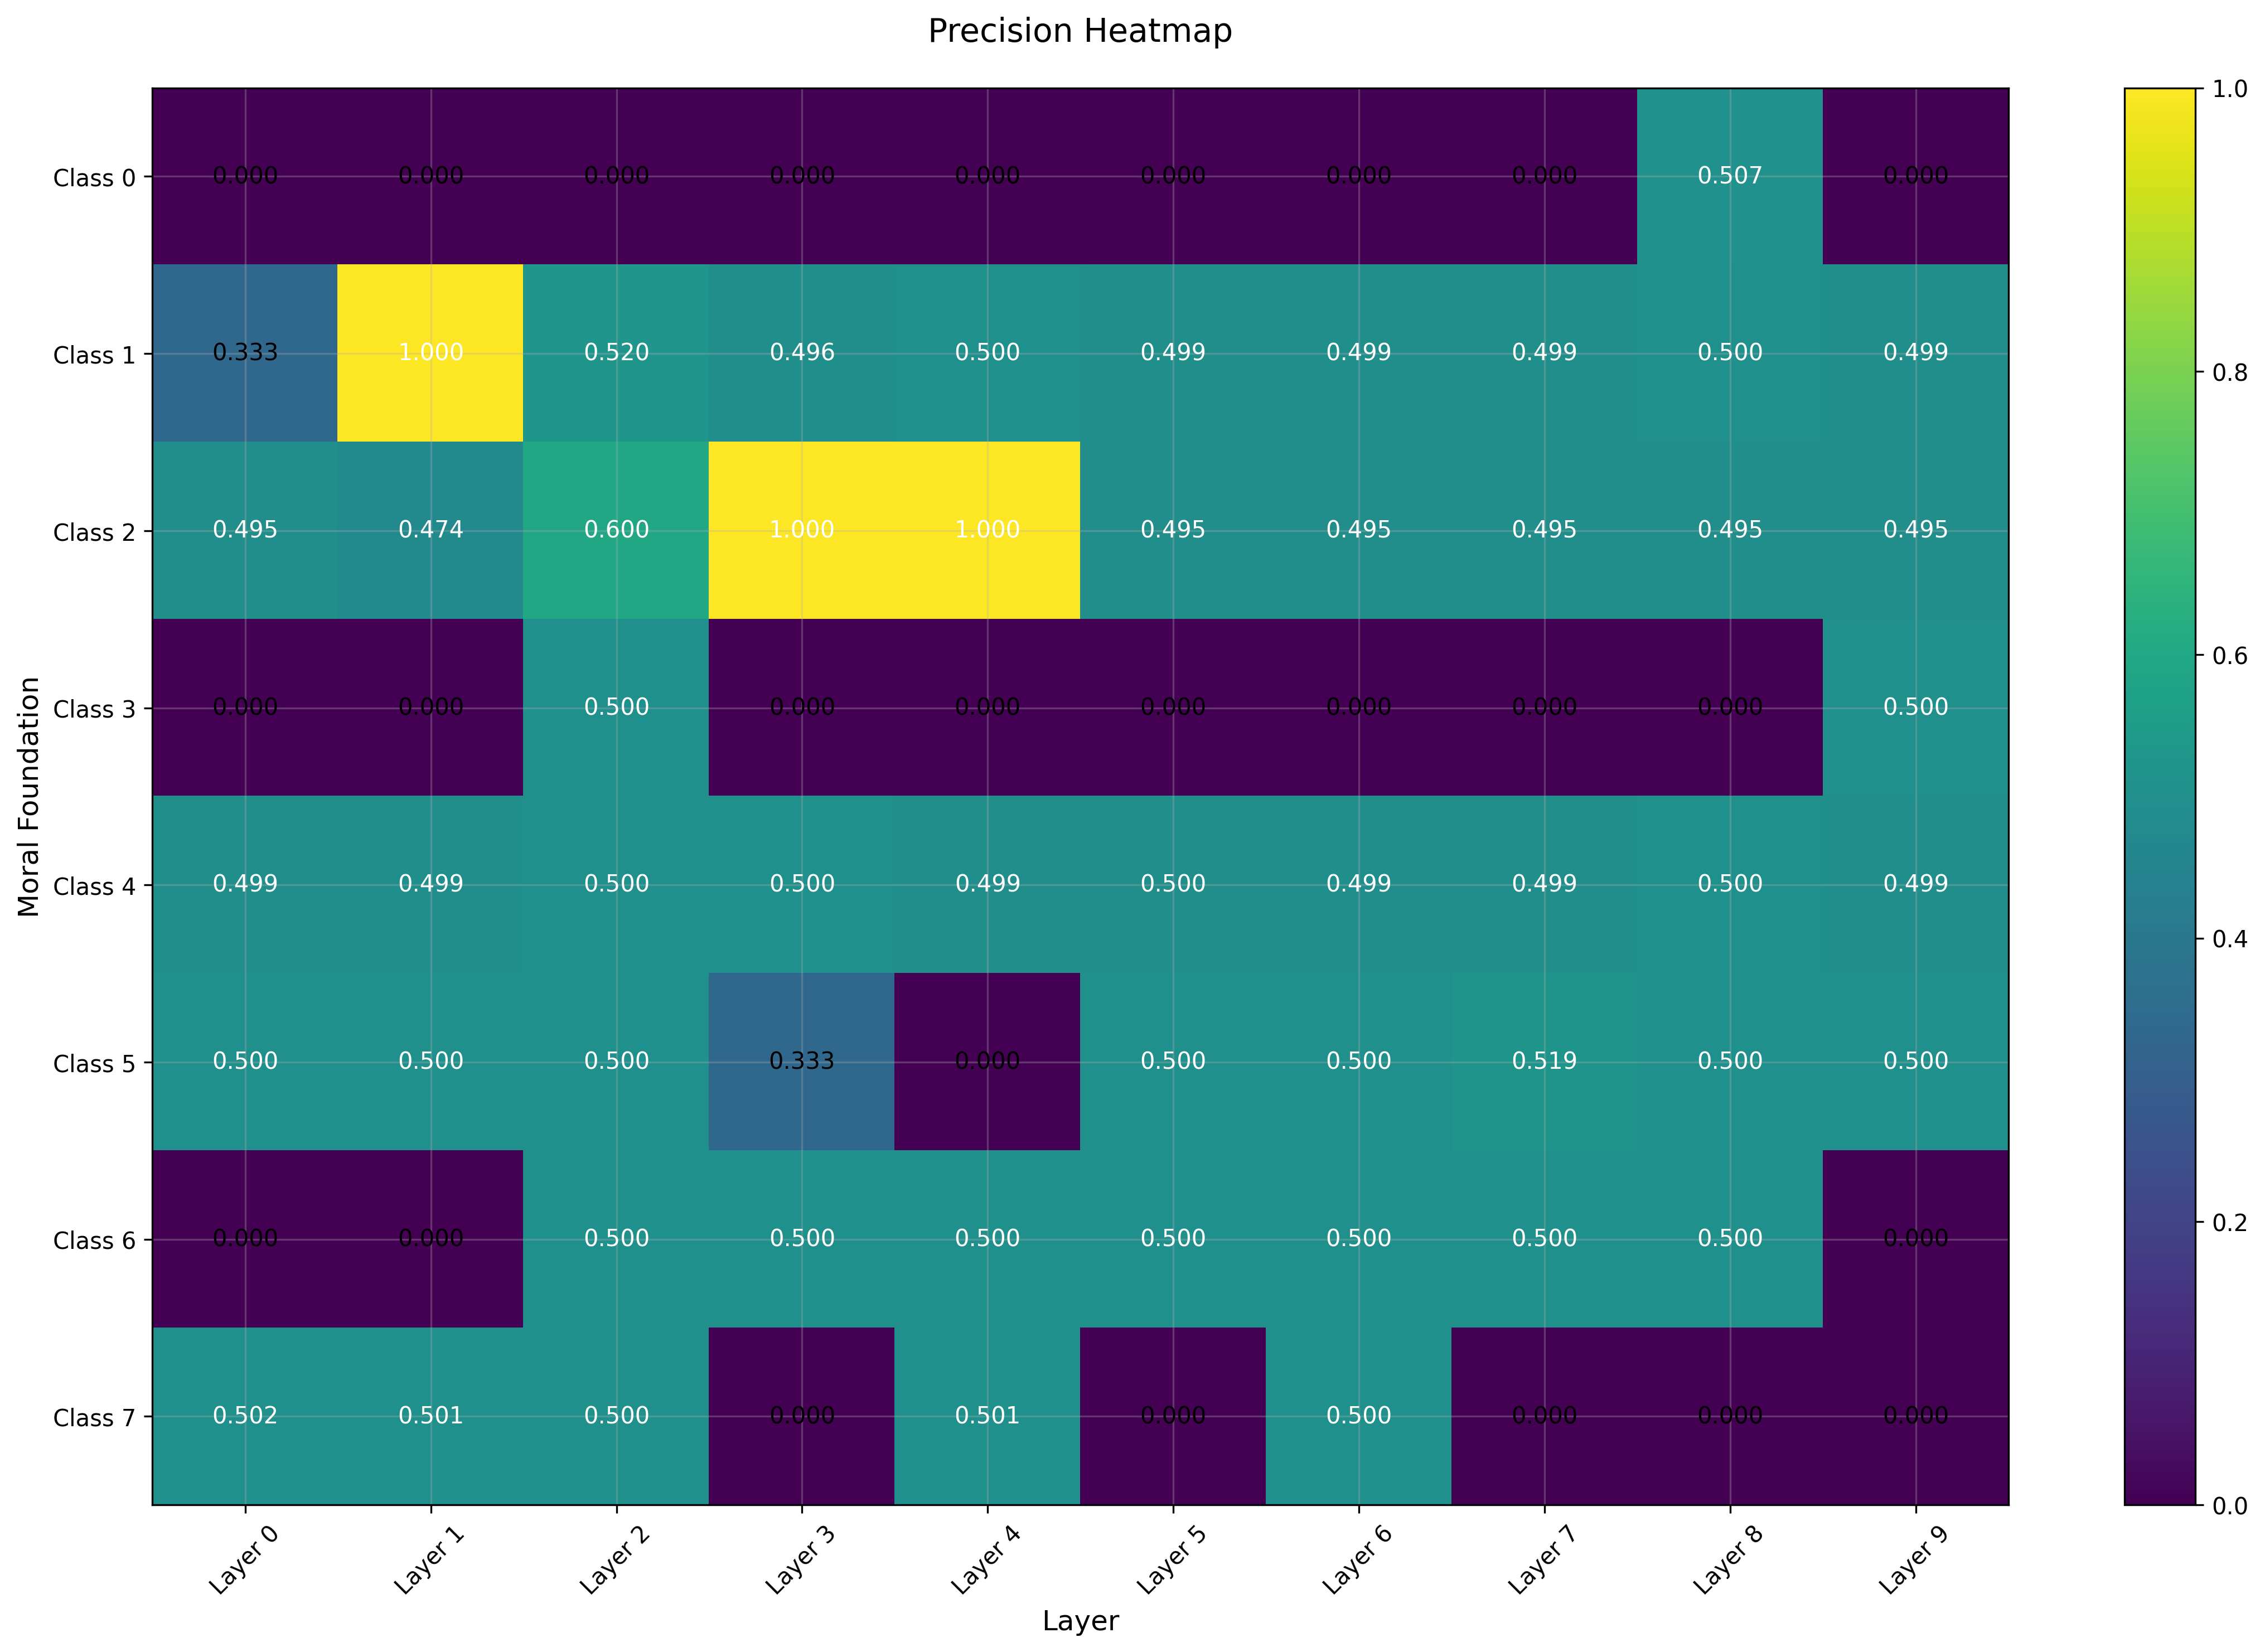 Precision Heatmap
Moral Foundation
Class 0 0.000 0.000 0.000 0.000 0.000 0.000 0.000 0.000 0.507 0.000
Class 1 0.333 1.000 0.520 0.496 0.500 0.499 0.499 0.499 0.500 0.499
Class 2 0.495 0.474 0.600 1.000 1.000 0.495 0.495 0.495 0.495 0.495
Class 3 0.000 0.000 0.500 0.000 0.000 0.000 0.000 0.000 0.000 0.500
Class 4 0.499 0.499 0.500 0.500 0.499 0.500 0.499 0.499 0.500 0.499
Class 5 0.500 0.500 0.500 0.333 0.000 0.500 0.500 0.519 0.500 0.500
Class 6 0.000 0.000 0.500 0.500 0.500 0.500 0.500 0.500 0.500 0.000
Class 7 0.502 0.501 0.500 0.000 0.501 0.000 0.500 0.000 0.000 0.000
Layer 0 Layer 1 Layer 2 Layer 3 Layer 4 Layer 5 Layer 6 Layer 7 Layer 8 Layer 9
Layer
1.0
0.8
0.6
0.4
0.2
0.0